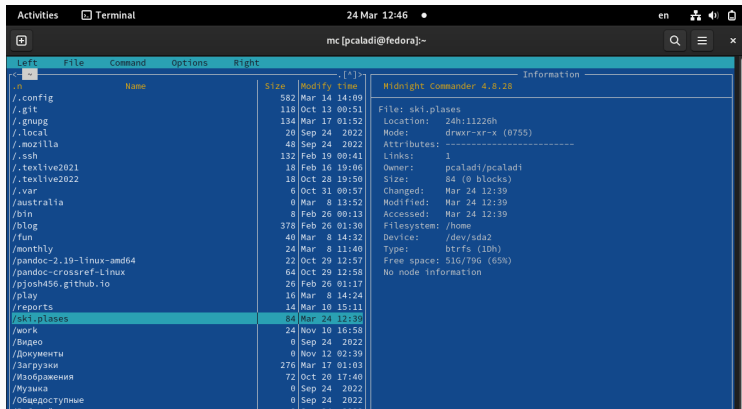 Activities Terminal 24 Mar 12:46 en
mc [pcaladi@fedora]:~
Left File Command Options Right
<- ~ .[^]>
.n Name Size Modify time
/.config 582 Mar 14 14:09
/.git 118 Oct 13 00:51
/.gnupg 134 Mar 17 01:52
/.local 20 Sep 24 2022
/.mozilla 48 Sep 24 2022
/.ssh 132 Feb 19 00:41
/.texlive2021 18 Feb 16 19:06
/.texlive2022 18 Oct 28 19:50
/.var 6 Oct 31 00:57
/australia 0 Mar 8 13:52
/bin 8 Feb 26 00:13
/blog 378 Feb 26 01:30
/fun 40 Mar 8 14:32
/monthly 24 Mar 8 11:40
/pandoc-2.19-linux-amd64 22 Oct 29 12:57
/pandoc-crossref-Linux 64 Oct 29 12:58
/pjosh456.github.io 26 Feb 26 01:17
/play 16 Mar 8 14:24
/reports 14 Mar 10 15:11
/ski.plases 84 Mar 24 12:39
/work 24 Nov 10 16:58
/Видео 0 Sep 24 2022
/Документы 0 Nov 12 02:39
/Загрузки 276 Mar 17 01:03
/Изображения 72 Oct 20 17:40
/Музыка 0 Sep 24 2022
/Общедоступные 0 Sep 24 2022
Information
Midnight Commander 4.8.28
File: ski.plases
Location: 24h:11226h
Mode: drwxr-xr-x (0755)
Attributes: -------------------------
Links: 1
Owner: pcaladi/pcaladi
Size: 84 (0 blocks)
Changed: Mar 24 12:39
Modified: Mar 24 12:39
Accessed: Mar 24 12:39
Filesystem: /home
Device: /dev/sda2
Type: btrfs (1Dh)
Free space: 51G/79G (65%)
No node information